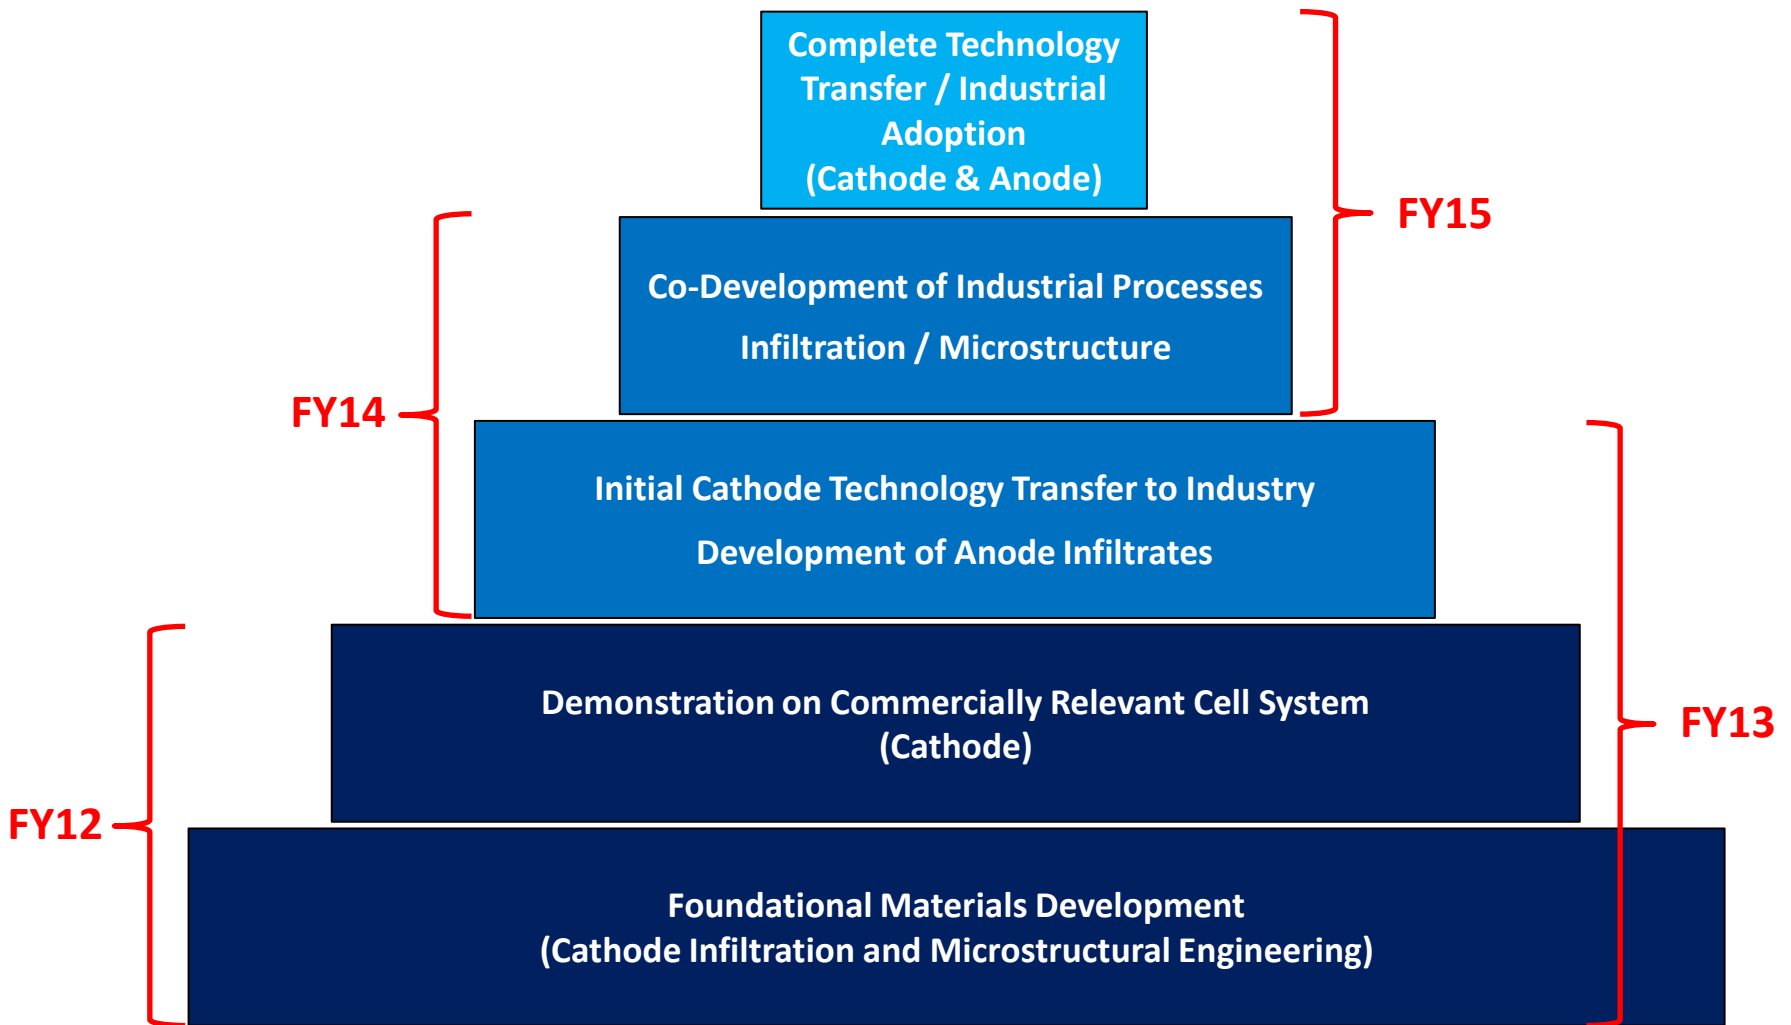 Complete Technology
Transfer / Industrial
Adoption
(Cathode & Anode)
FY15
Co-Development of Industrial Processes
Infiltration / Microstructure
FY14
Initial Cathode Technology Transfer to Industry
Development of Anode Infiltrates
Demonstration on Commercially Relevant Cell System
(Cathode)
FY13
FY12
Foundational Materials Development
(Cathode Infiltration and Microstructural Engineering)